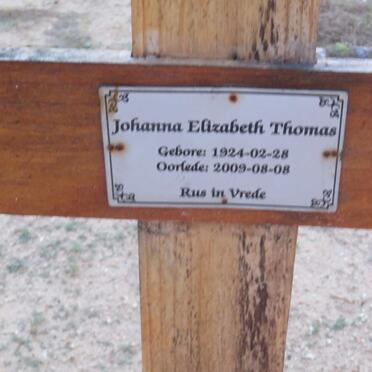 Johanna Elizabeth Thomas
Gebore: 1924-02-28
Oorlede: 2009-08-08
Rus in Vrede